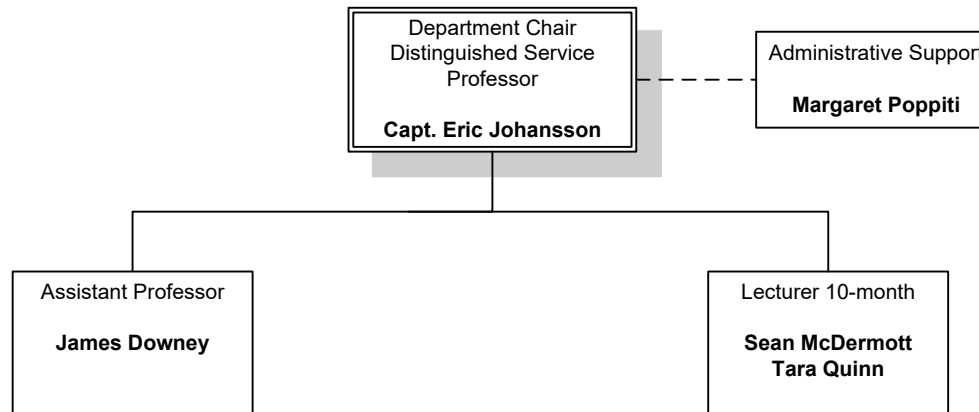 Department Chair
Distinguished Service
Professor
Capt. Eric Johansson
Administrative Support
Margaret Poppiti
Assistant Professor
James Downey
Lecturer 10-month
Sean McDermott
Tara Quinn